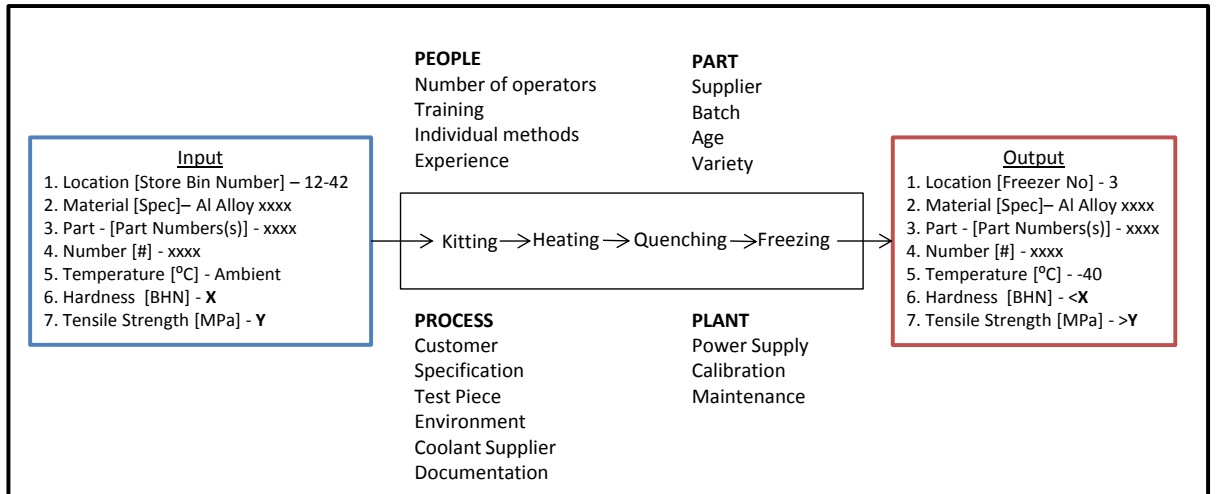 PEOPLE
Number of operators
Training
Individual methods
Experience
PART
Supplier
Batch
Age
Variety
Input
1. Location [Store Bin Number] – 12-42
2. Material [Spec]– Al Alloy xxxx
3. Part - [Part Numbers(s)] - xxxx
4. Number [#] - xxxx
5. Temperature [⁰C] - Ambient
6. Hardness [BHN] - X
7. Tensile Strength [MPa] - Y
Kitting
Heating
Quenching
Freezing
Output
1. Location [Freezer No] - 3
2. Material [Spec]– Al Alloy xxxx
3. Part - [Part Numbers(s)] - xxxx
4. Number [#] - xxxx
5. Temperature [⁰C] - -40
6. Hardness [BHN] - <X
7. Tensile Strength [MPa] - >Y
PROCESS
Customer
Specification
Test Piece
Environment
Coolant Supplier
Documentation
PLANT
Power Supply
Calibration
Maintenance